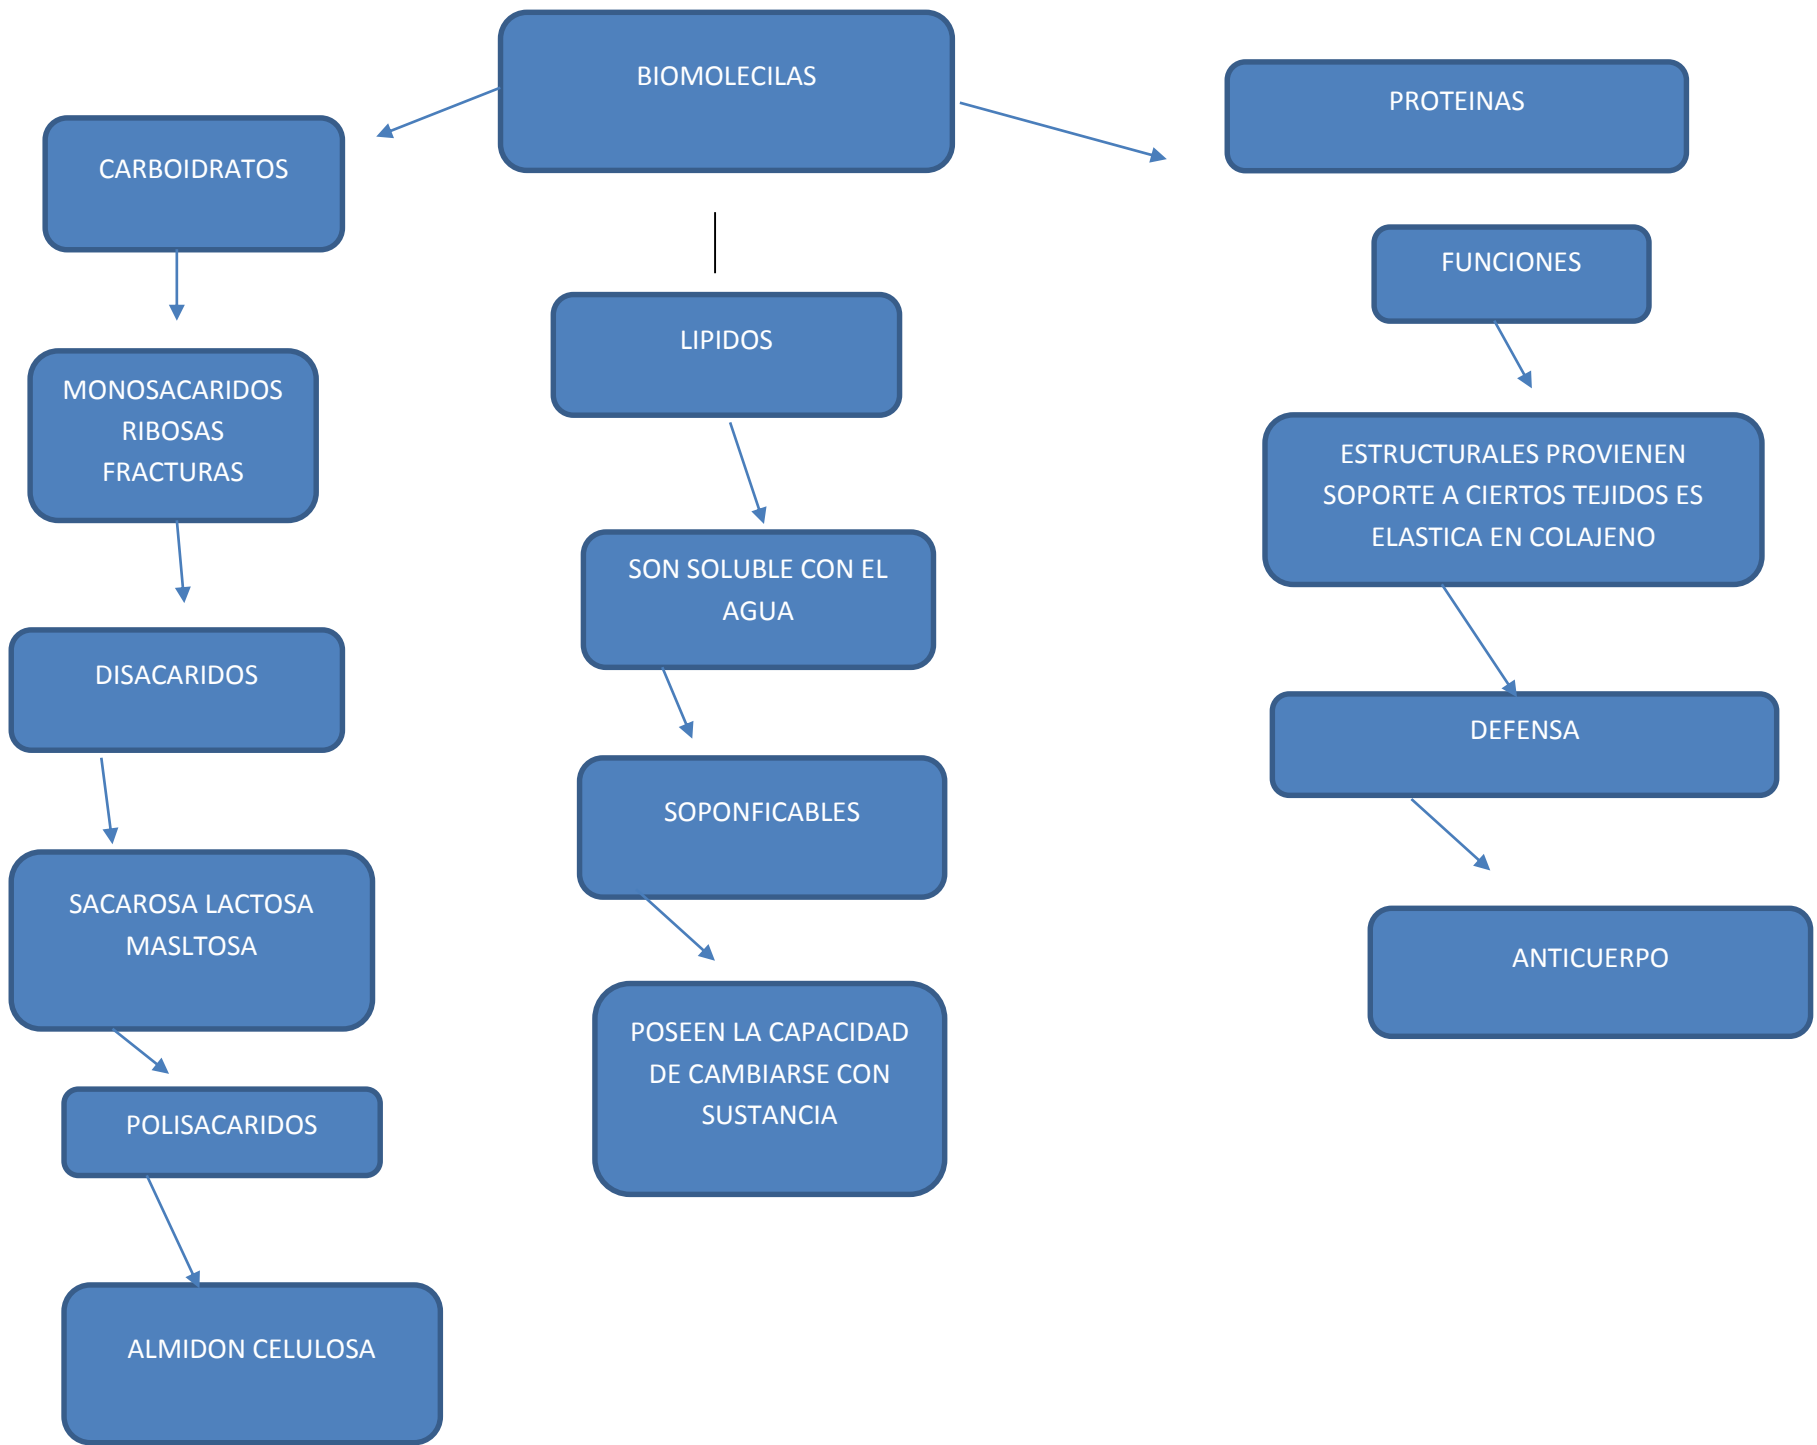 BIOMOLECILAS
CARBOIDRATOS
MONOSACARIDOS
RIBOSAS
FRACTURAS
DISACARIDOS
SACAROSA LACTOSA
MASLTOSA
POLISACARIDOS
ALMIDON CELULOSA
LIPIDOS
SON SOLUBLE CON EL
AGUA
SOPONFICABLES
POSEEN LA CAPACIDAD
DE CAMBIARSE CON
SUSTANCIA
PROTEINAS
FUNCIONES
ESTRUCTURALES PROVIENEN
SOPORTE A CIERTOS TEJIDOS ES
ELASTICA EN COLAJENO
DEFENSA
ANTICUERPO